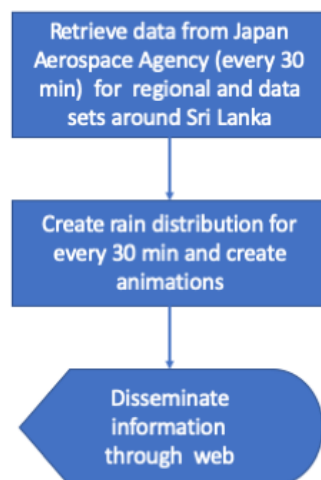 Retrieve data from Japan
Aerospace Agency (every 30
min) for regional and data
sets around Sri Lanka
Create rain distribution for
every 30 min and create
animations
Disseminate
information
through web